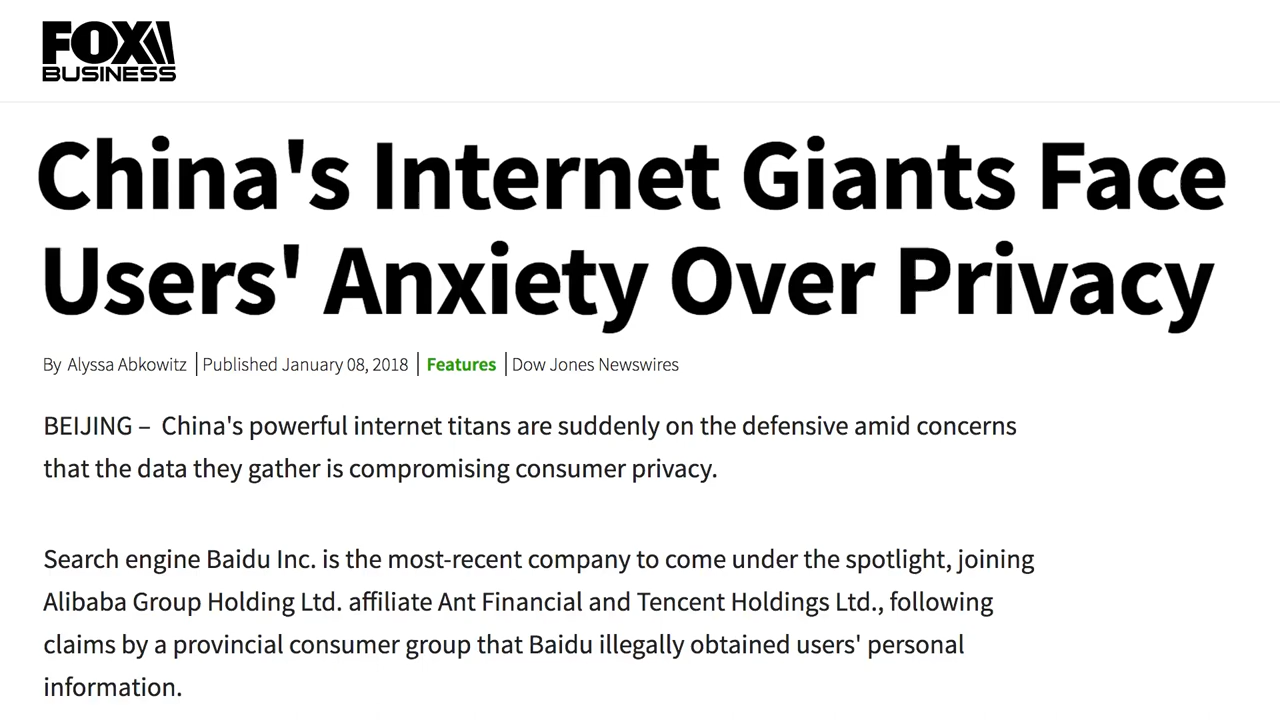 FOX
BUSINESS
China's Internet Giants Face
Users' Anxiety Over Privacy
By Alyssa Abkowitz | Published January 08, 2018 | Features | Dow Jones Newswires
BEIJING – China's powerful internet titans are suddenly on the defensive amid concerns
that the data they gather is compromising consumer privacy.
Search engine Baidu Inc. is the most-recent company to come under the spotlight, joining
Alibaba Group Holding Ltd. affiliate Ant Financial and Tencent Holdings Ltd., following
claims by a provincial consumer group that Baidu illegally obtained users' personal
information.